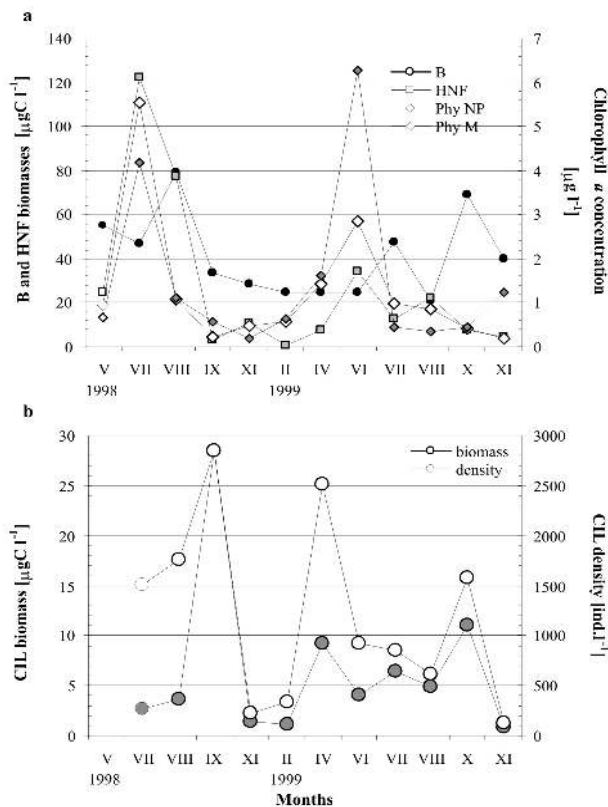 a
140
120
100
80
60
40
20
0
B and HNF biomasses [µgC l⁻¹]
7
6
5
4
3
2
1
0
Chlorophyll a concentration
[µg l⁻¹]
B
HNF
Phy NP
Phy M
V VII VIII IX XI II IV VI VII VIII X XI
1998 1999
b
30
25
20
15
10
5
0
CIL biomass [µgC l⁻¹]
3000
2500
2000
1500
1000
500
0
CIL density [ind.l⁻¹]
biomass
density
V VII VIII IX XI II IV VI VII VIII X XI
1998 1999
Months